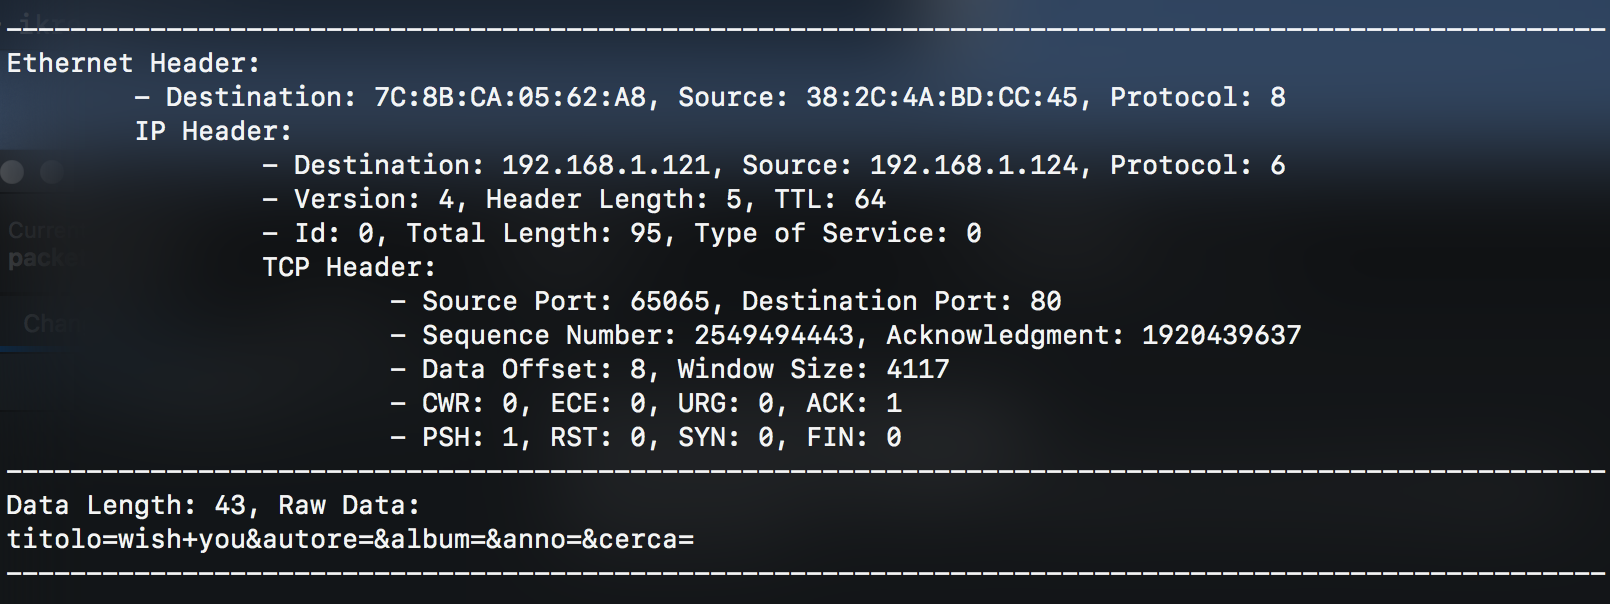 Ethernet Header:
- Destination: 7C:8B:CA:05:62:A8, Source: 38:2C:4A:BD:CC:45, Protocol: 8
IP Header:
- Destination: 192.168.1.121, Source: 192.168.1.124, Protocol: 6
- Version: 4, Header Length: 5, TTL: 64
- Id: 0, Total Length: 95, Type of Service: 0
TCP Header:
- Source Port: 65065, Destination Port: 80
- Sequence Number: 2549494443, Acknowledgment: 1920439637
- Data Offset: 8, Window Size: 4117
- CWR: 0, ECE: 0, URG: 0, ACK: 1
- PSH: 1, RST: 0, SYN: 0, FIN: 0
Data Length: 43, Raw Data:
titolo=wish+you&autore=&album=&anno=&cerca=